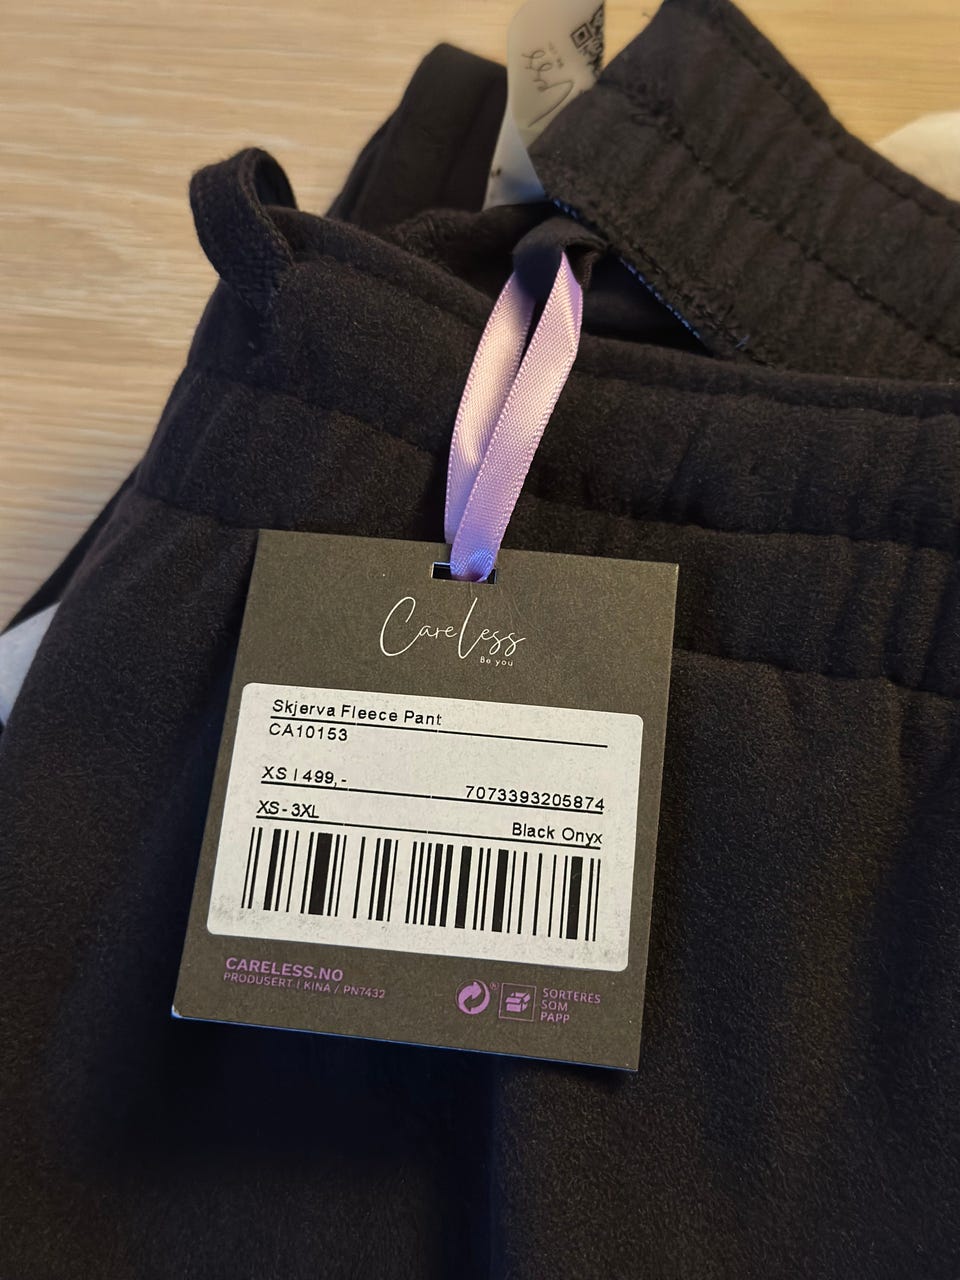 CareLess
Be you
Skjerva Fleece Pant
CA10153
XS | 499,-
7073393205874
XS - 3XL
Black Onyx
CARELESS.NO
PRODUSERT I KINA / PN7432
®
SORTERES
SOM
PAPP